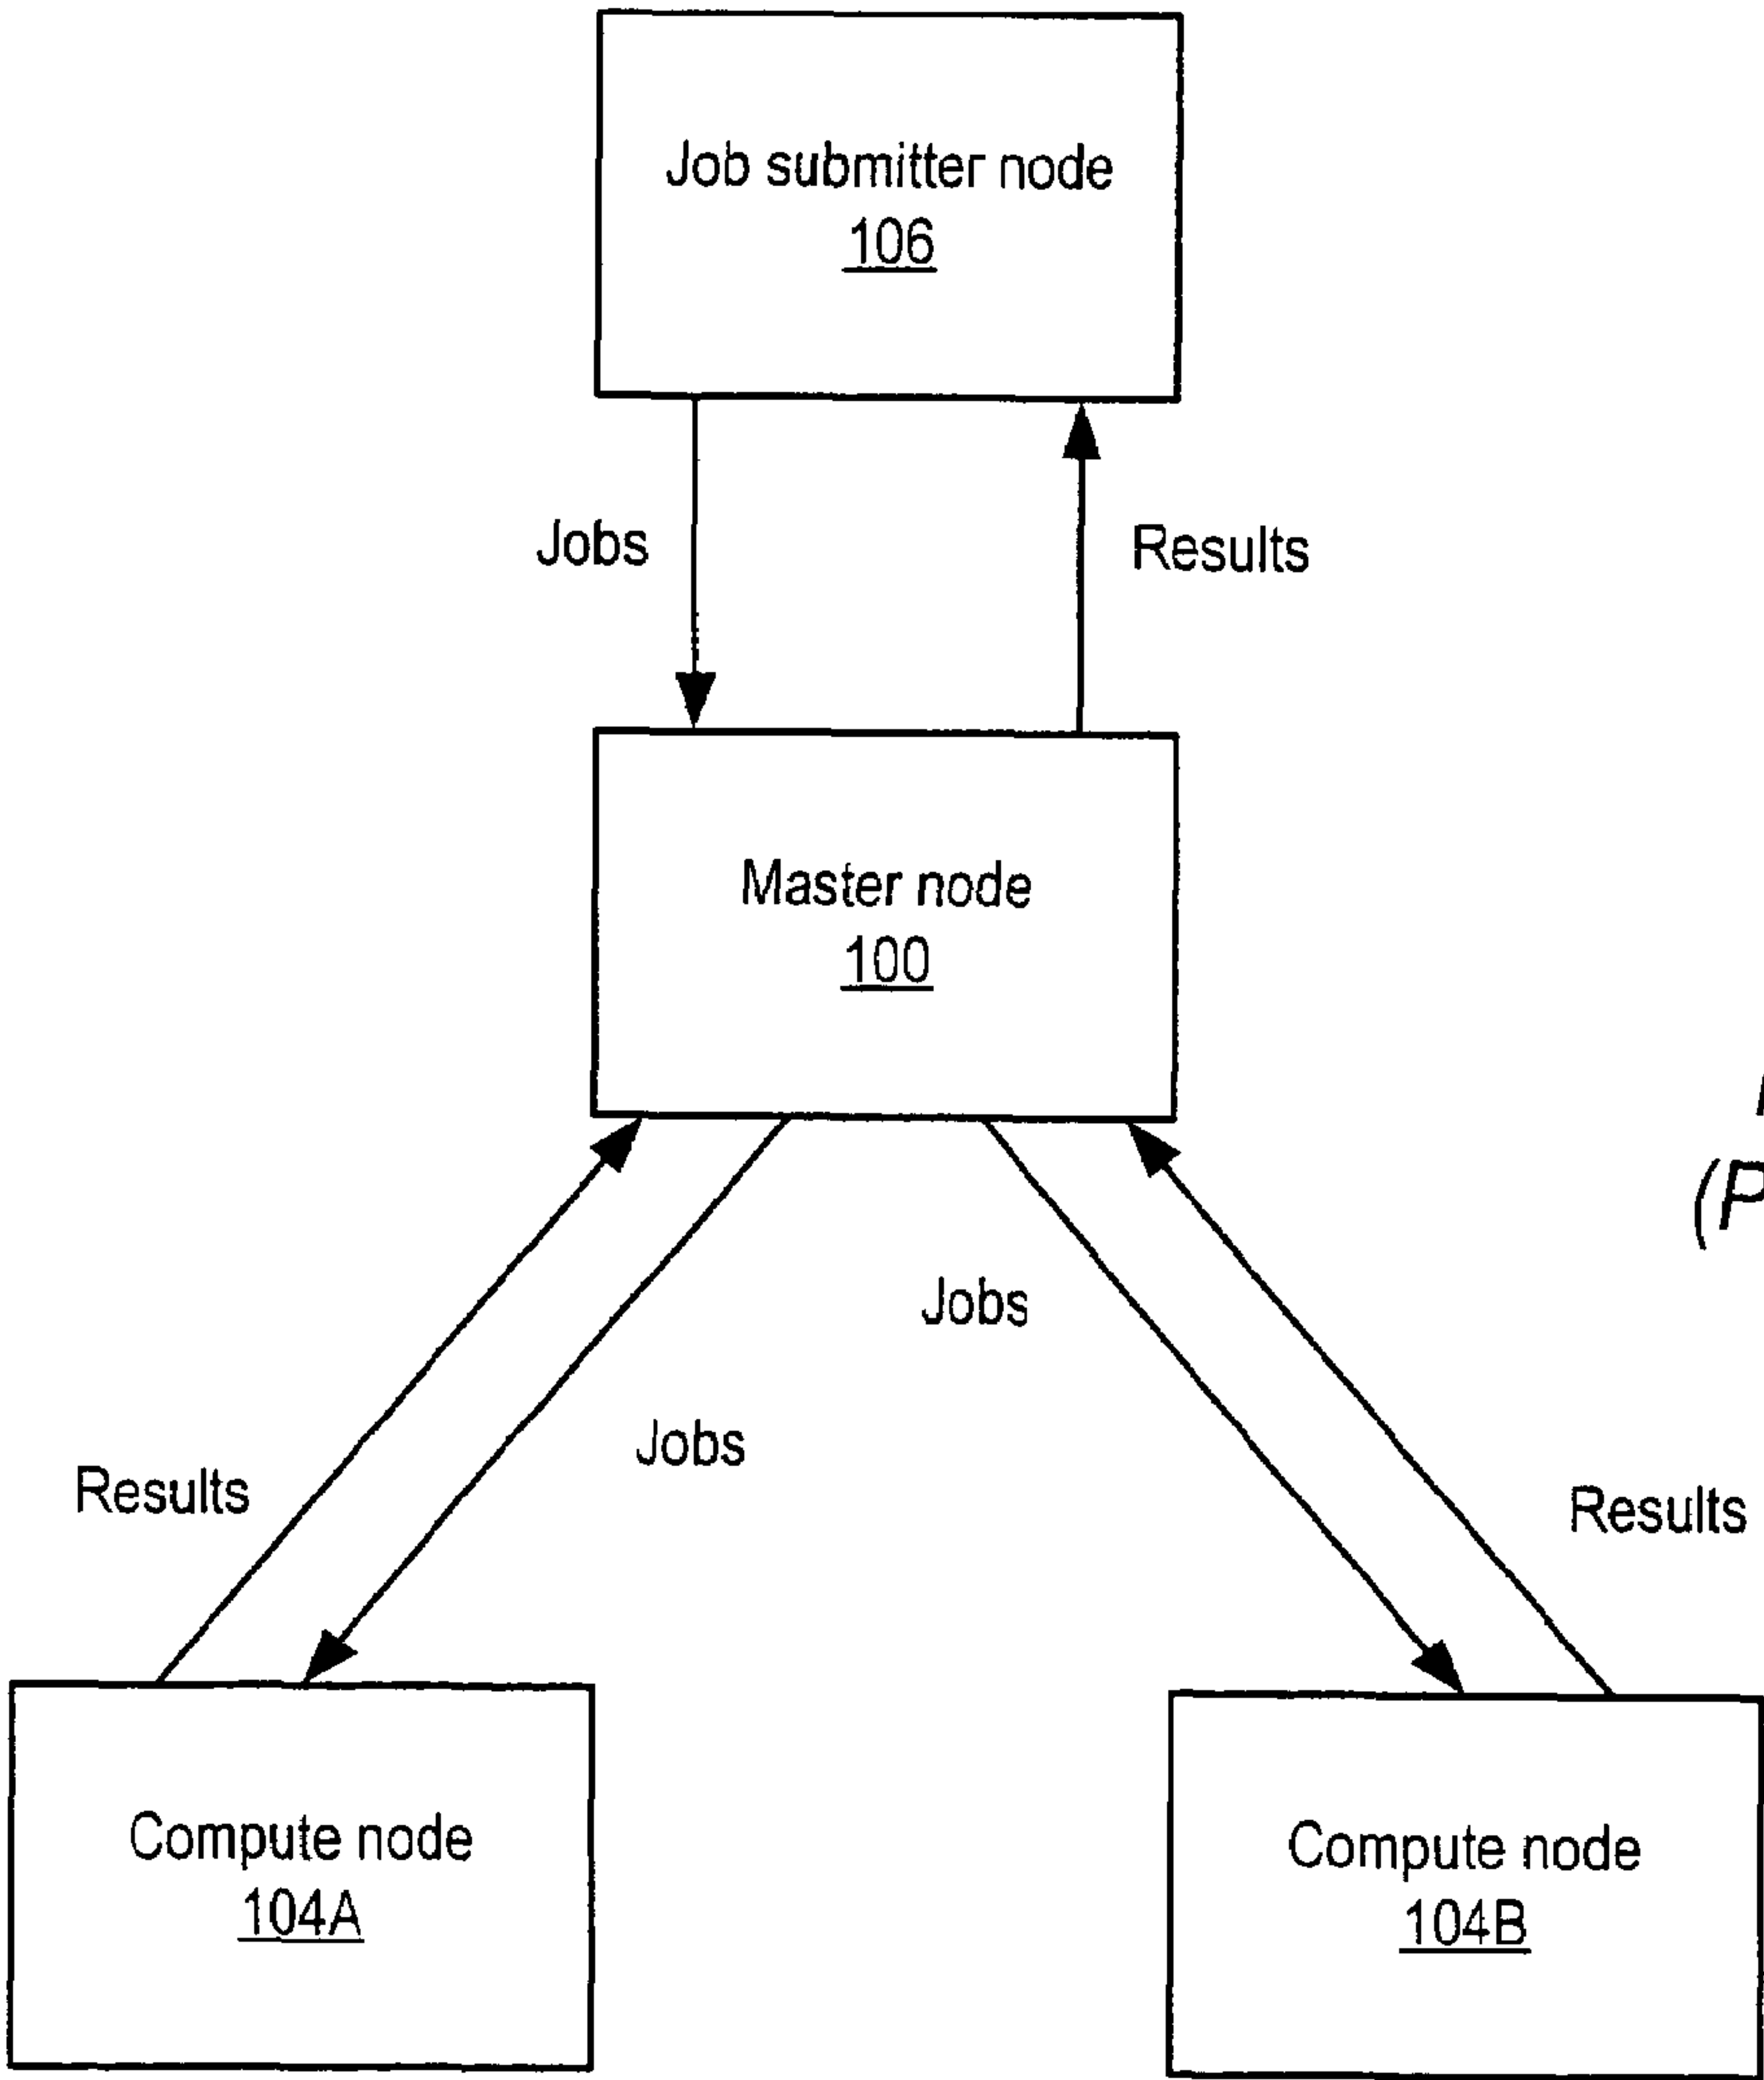 Job submitter node
106
Jobs
Results
Master node
100
Jobs
Jobs
Results
Results
Compute node
104A
Compute node
104B